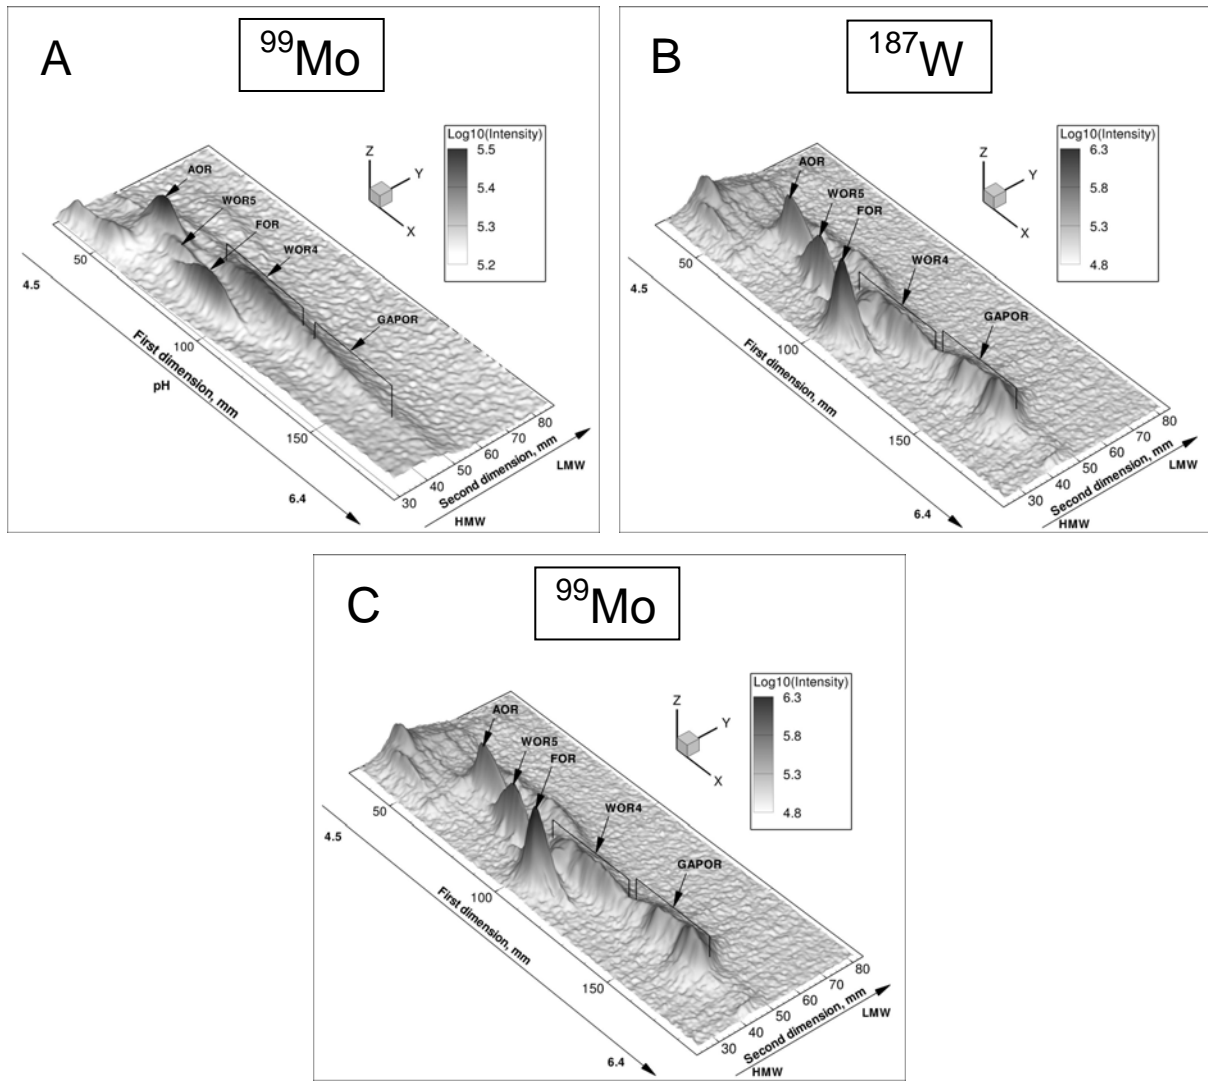 A
⁹⁹Mo
Log10(Intensity)
5.5
5.4
5.3
5.2
Z
Y
X
AOR
WOR5
FOR
WOR4
GAPOR
50
100
150
4.5
First dimension, mm
pH
6.4
30
40
50
60
70
80
Second dimension, mm
HMW
LMW
B
¹⁸⁷W
Log10(Intensity)
6.3
5.8
5.3
4.8
Z
Y
X
AOR
WOR5
FOR
WOR4
GAPOR
50
100
150
4.5
First dimension, mm
6.4
30
40
50
60
70
80
Second dimension, mm
HMW
LMW
C
⁹⁹Mo
Log10(Intensity)
6.3
5.8
5.3
4.8
Z
Y
X
AOR
WOR5
FOR
WOR4
GAPOR
50
100
150
4.5
First dimension, mm
6.4
30
40
50
60
70
80
Second dimension, mm
HMW
LMW